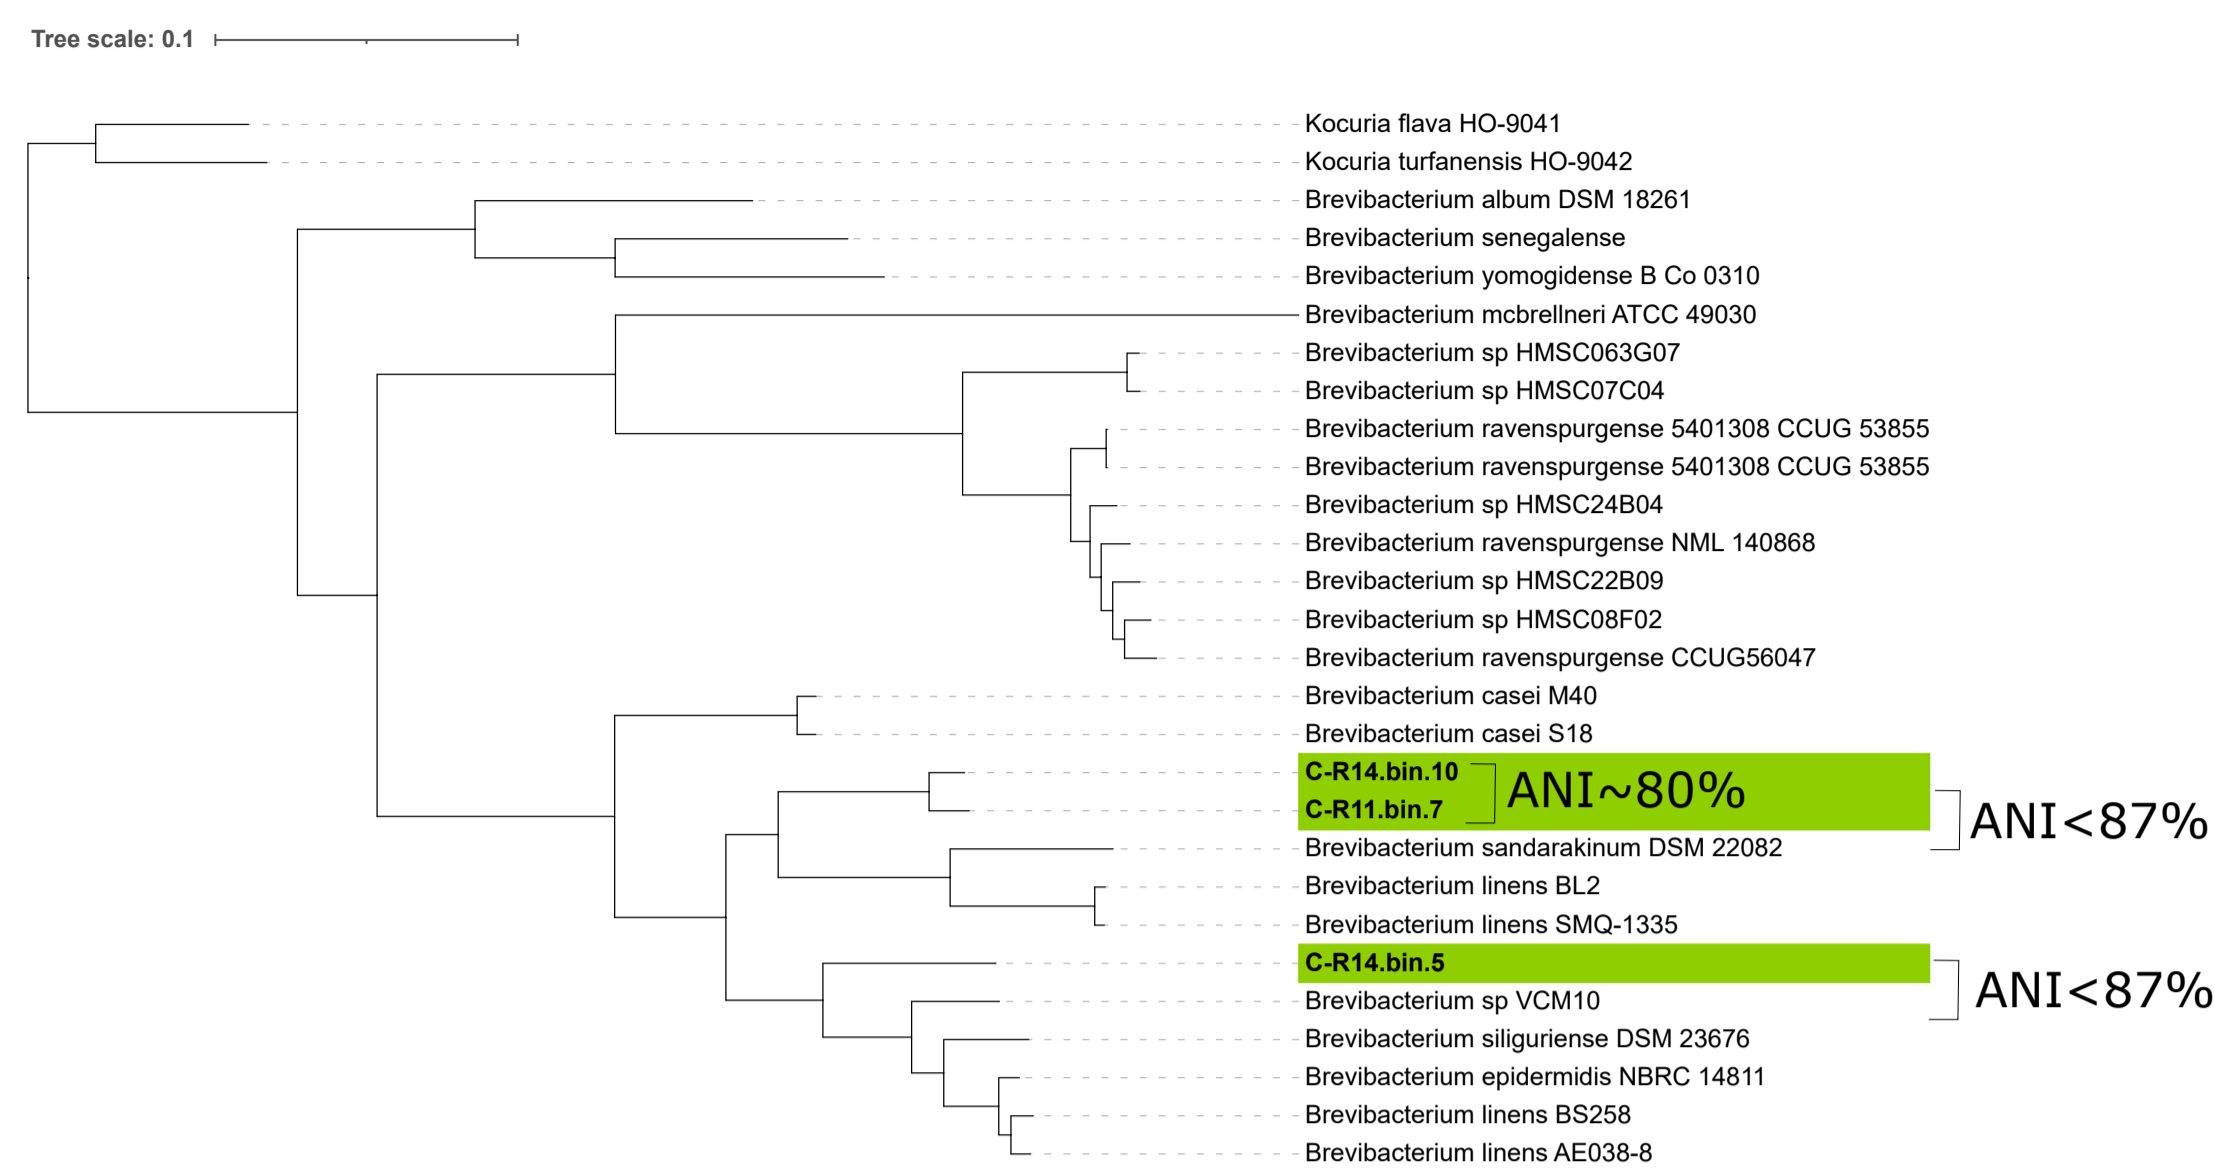 Tree scale: 0.1
Kocuria flava HO-9041
Kocuria turfanensis HO-9042
Brevibacterium album DSM 18261
Brevibacterium senegalense
Brevibacterium yomogidense B Co 0310
Brevibacterium mcbrellneri ATCC 49030
Brevibacterium sp HMSC063G07
Brevibacterium sp HMSC07C04
Brevibacterium ravenspurgense 5401308 CCUG 53855
Brevibacterium ravenspurgense 5401308 CCUG 53855
Brevibacterium sp HMSC24B04
Brevibacterium ravenspurgense NML 140868
Brevibacterium sp HMSC22B09
Brevibacterium sp HMSC08F02
Brevibacterium ravenspurgense CCUG56047
Brevibacterium casei M40
Brevibacterium casei S18
C-R14.bin.10
ANI~80%
C-R11.bin.7
ANI<87%
Brevibacterium sandarakinum DSM 22082
Brevibacterium linens BL2
Brevibacterium linens SMQ-1335
C-R14.bin.5
ANI<87%
Brevibacterium sp VCM10
Brevibacterium siliguriense DSM 23676
Brevibacterium epidermidis NBRC 14811
Brevibacterium linens BS258
Brevibacterium linens AE038-8